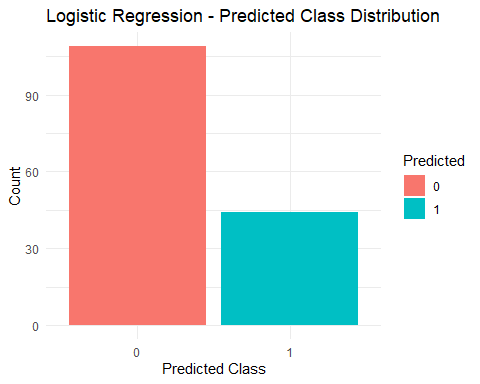 Logistic Regression - Predicted Class Distribution
Count
90
60
30
0
0
1
Predicted Class
Predicted
0
1